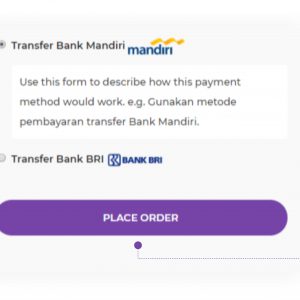 Transfer Bank Mandiri mandiri
Use this form to describe how this payment
method would work. e.g. Gunakan metode
pembayaran transfer Bank Mandiri.
Transfer Bank BRI BANK BRI
PLACE ORDER